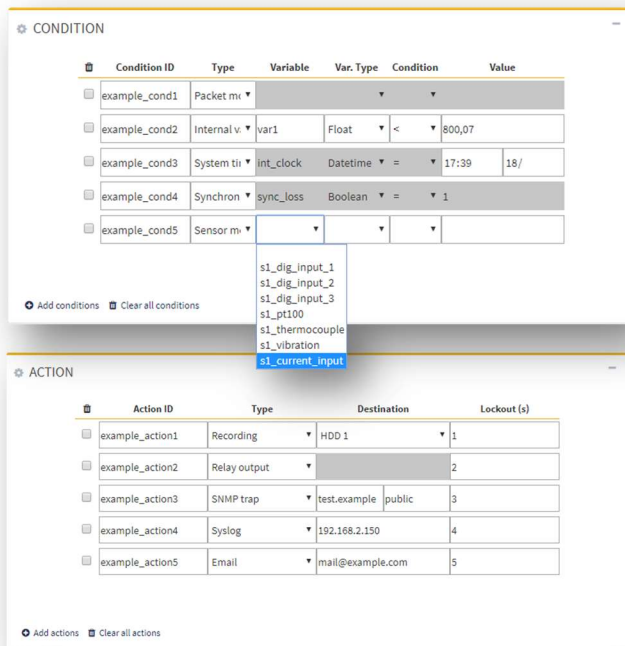 CONDITION
Condition ID Type Variable Var. Type Condition Value
example_cond1 Packet mo
example_cond2 Internal v. var1 Float < 800,07
example_cond3 System tir int_clock Datetime = 17:39 18/
example_cond4 Synchron sync_loss Boolean = 1
example_cond5 Sensor m
s1_dig_input_1
s1_dig_input_2
s1_dig_input_3
s1_pt100
s1_thermocouple
s1_vibration
s1_current_input
Add conditions Clear all conditions
ACTION
Action ID Type Destination Lockout (s)
example_action1 Recording HDD 1 1
example_action2 Relay output 2
example_action3 SNMP trap test.example public 3
example_action4 Syslog 192.168.2.150 4
example_action5 Email mail@example.com 5
Add actions Clear all actions